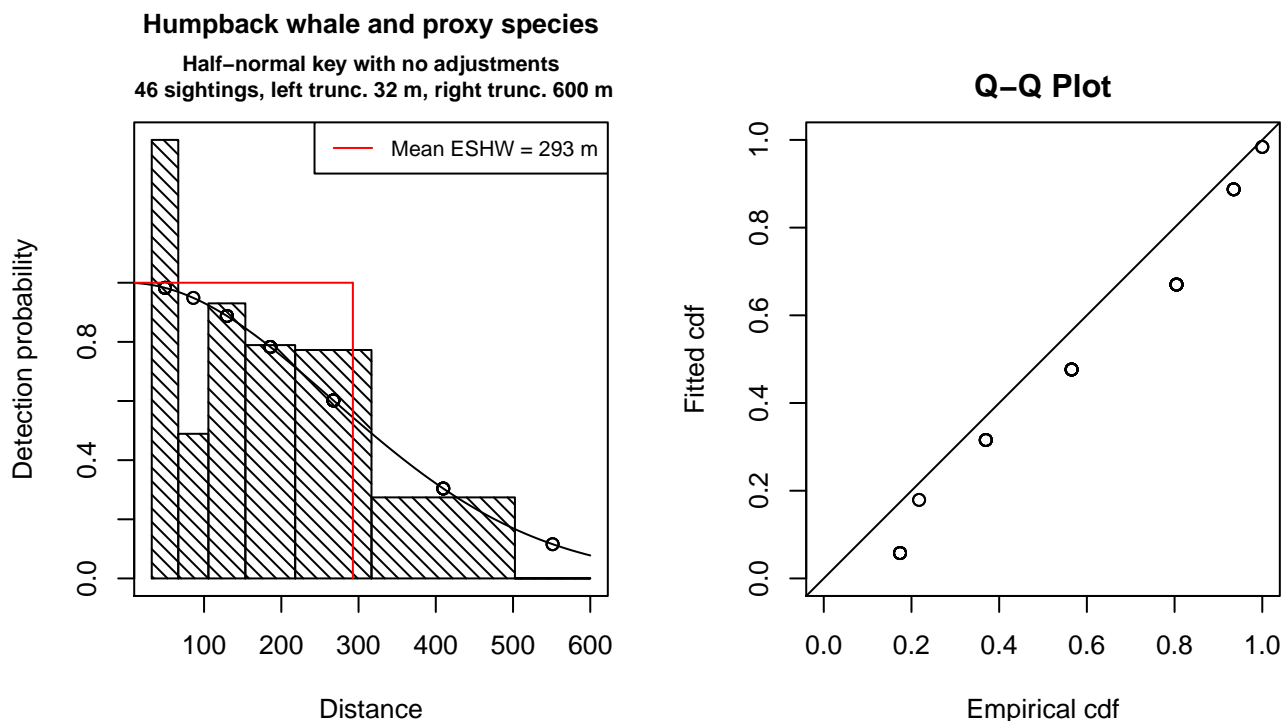 Humpback whale and proxy species
Half−normal key with no adjustments
46 sightings, left trunc. 32 m, right trunc. 600 m
Mean ESHW = 293 m
Detection probability
0.8
0.4
0.0
100 200 300 400 500 600
Distance
Q−Q Plot
Fitted cdf
1.0
0.8
0.6
0.4
0.2
0.0
0.0 0.2 0.4 0.6 0.8 1.0
Empirical cdf